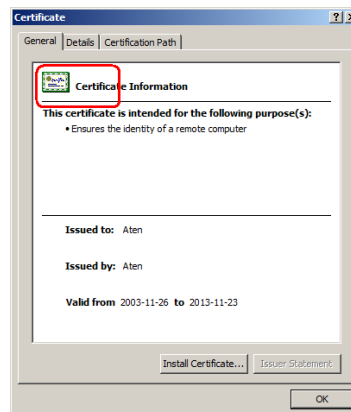 Certificate
General Details Certification Path
Certificate Information
This certificate is intended for the following purpose(s):
• Ensures the identity of a remote computer
Issued to: Aten
Issued by: Aten
Valid from 2003-11-26 to 2013-11-23
Install Certificate... Issuer Statement
OK